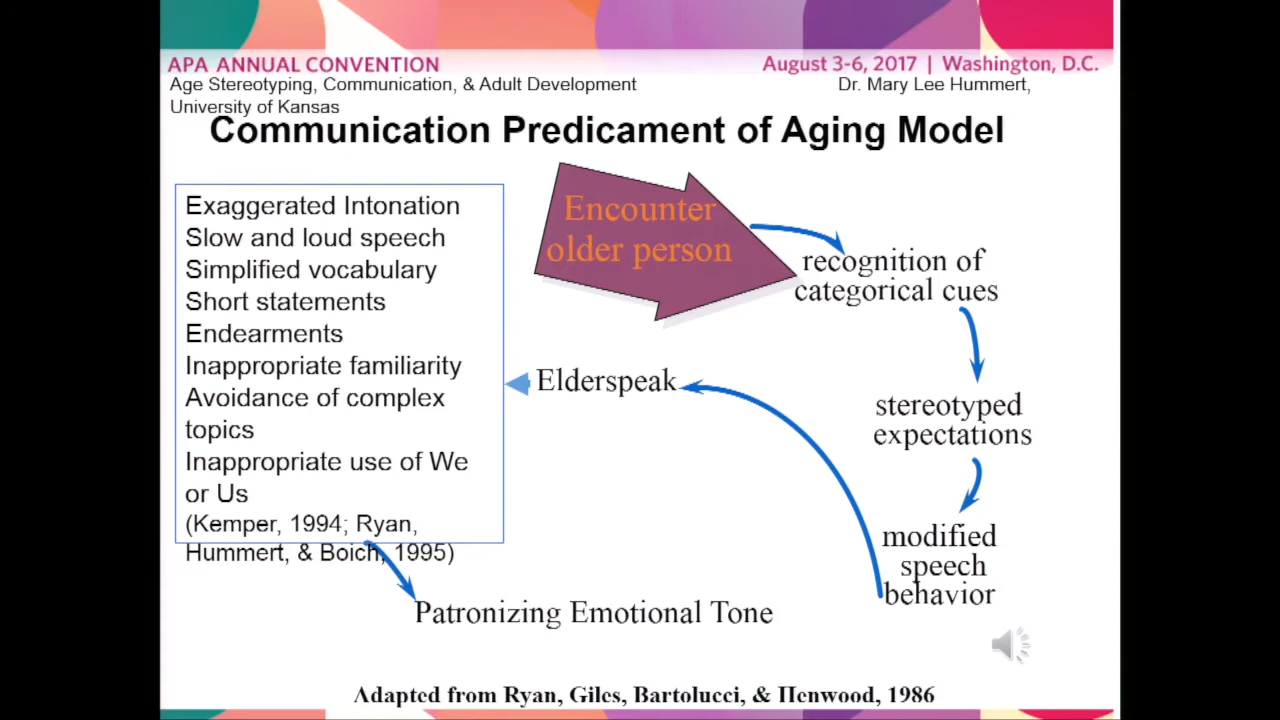 APA ANNUAL CONVENTION
August 3-6, 2017 | Washington, D.C.
Age Stereotyping, Communication, & Adult Development
Dr. Mary Lee Hummert,
University of Kansas
Communication Predicament of Aging Model
Exaggerated Intonation
Slow and loud speech
Simplified vocabulary
Short statements
Endearments
Inappropriate familiarity
Avoidance of complex
topics
Inappropriate use of We
or Us
(Kemper, 1994; Ryan,
Hummert, & Boich, 1995)
Encounter
older person
recognition of
categorical cues
stereotyped
expectations
modified
speech
behavior
Elderspeak
Patronizing Emotional Tone
Adapted from Ryan, Giles, Bartolucci, & Henwood, 1986